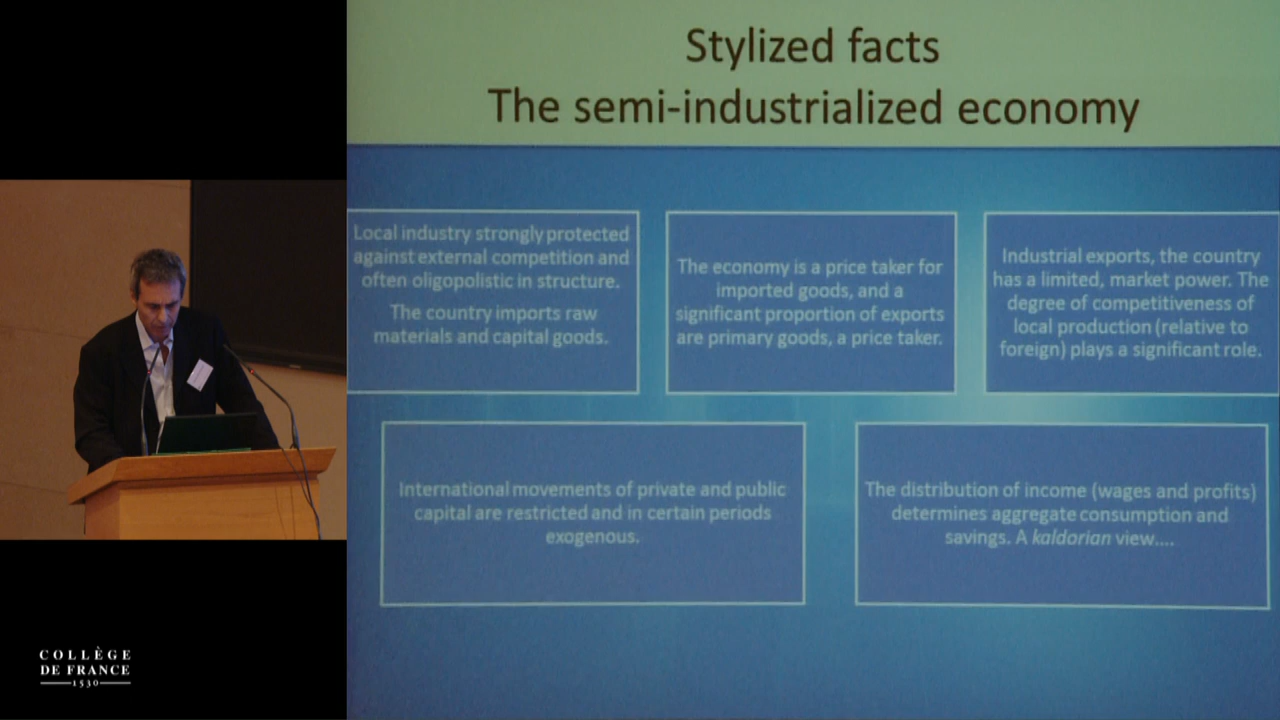 Stylized facts
The semi-industrialized economy
Local industry strongly protected
against external competition and
often oligopolistic in structure.
The country imports raw
materials and capital goods.
The economy is a price taker for
imported goods, and a
significant proportion of exports
are primary goods, a price taker.
Industrial exports, the country
has a limited, market power. The
degree of competitiveness of
local production (relative to
foreign) plays a significant role.
International movements of private and public
capital are restricted and in certain periods
exogenous.
The distribution of income (wages and profits)
determines aggregate consumption and
savings. A kaldorian view....
COLLÈGE
DE FRANCE
1530